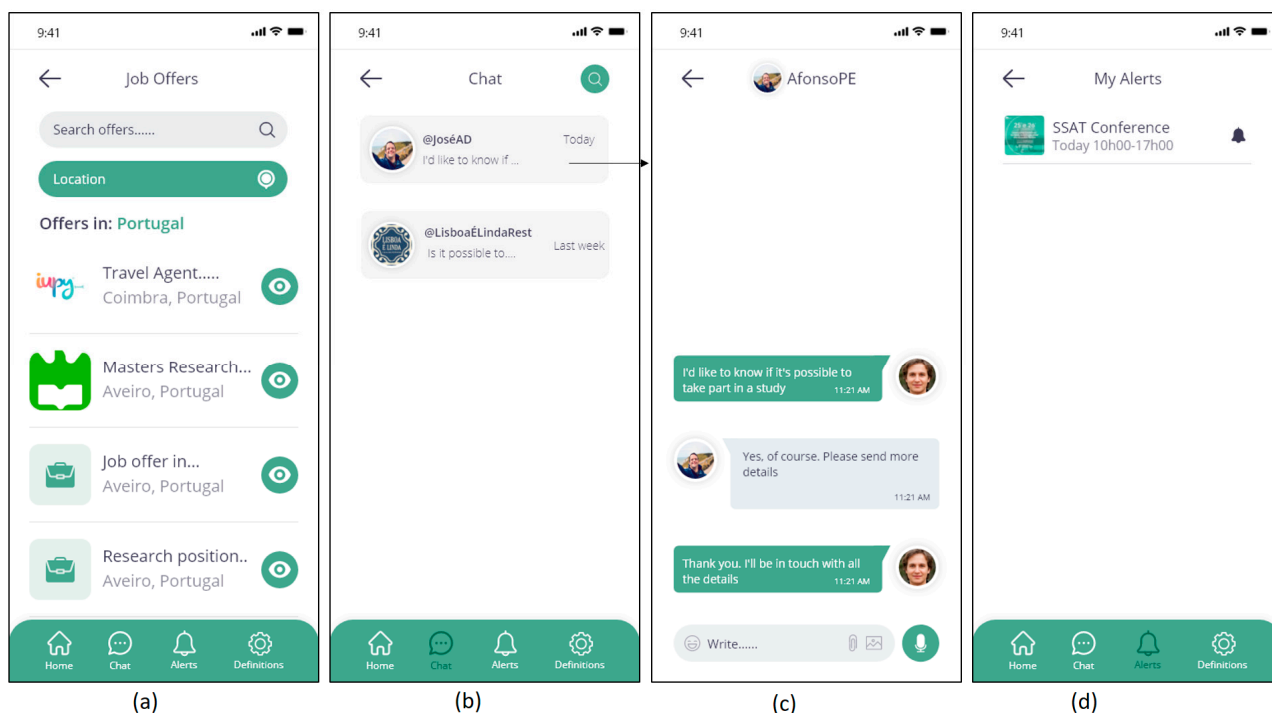 9:41
Job Offers
Search offers......
Location
Offers in: Portugal
iupy
Travel Agent.....
Coimbra, Portugal
Masters Research...
Aveiro, Portugal
Job offer in...
Aveiro, Portugal
Research position..
Aveiro, Portugal
Home Chat Alerts Definitions
(a)
9:41
Chat
@JoséAD Today
I'd like to know if ...
LISBOA
É LINDA
@LisboaÉLindaRest
Is it possible to.... Last week
Home Chat Alerts Definitions
(b)
9:41
AfonsoPE
I'd like to know if it's possible to
take part in a study 11:21 AM
Yes, of course. Please send more
details
11:21 AM
Thank you. I'll be in touch with all
the details 11:21 AM
Write......
(c)
9:41
My Alerts
SSAT Conference
Today 10h00-17h00
Home Chat Alerts Definitions
(d)